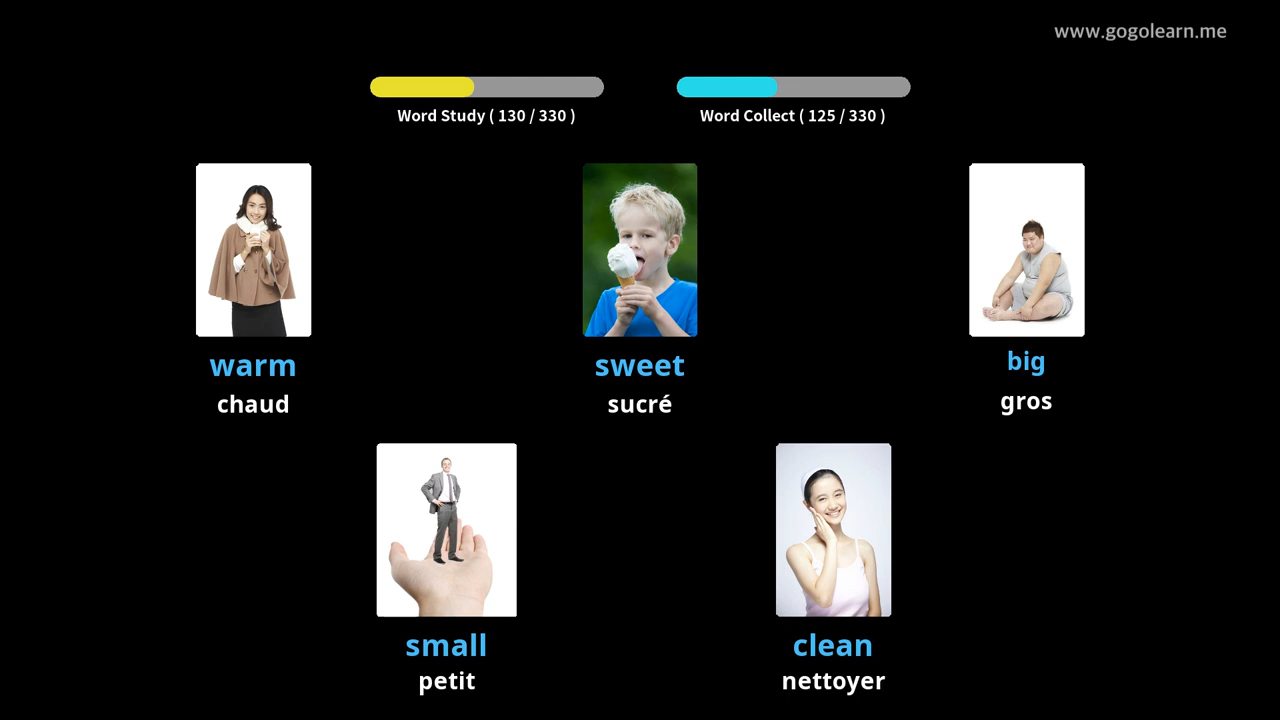 www.gogolearn.me
Word Study ( 130 / 330 )
Word Collect ( 125 / 330 )
warm
chaud
sweet
sucré
big
gros
small
petit
clean
nettoyer